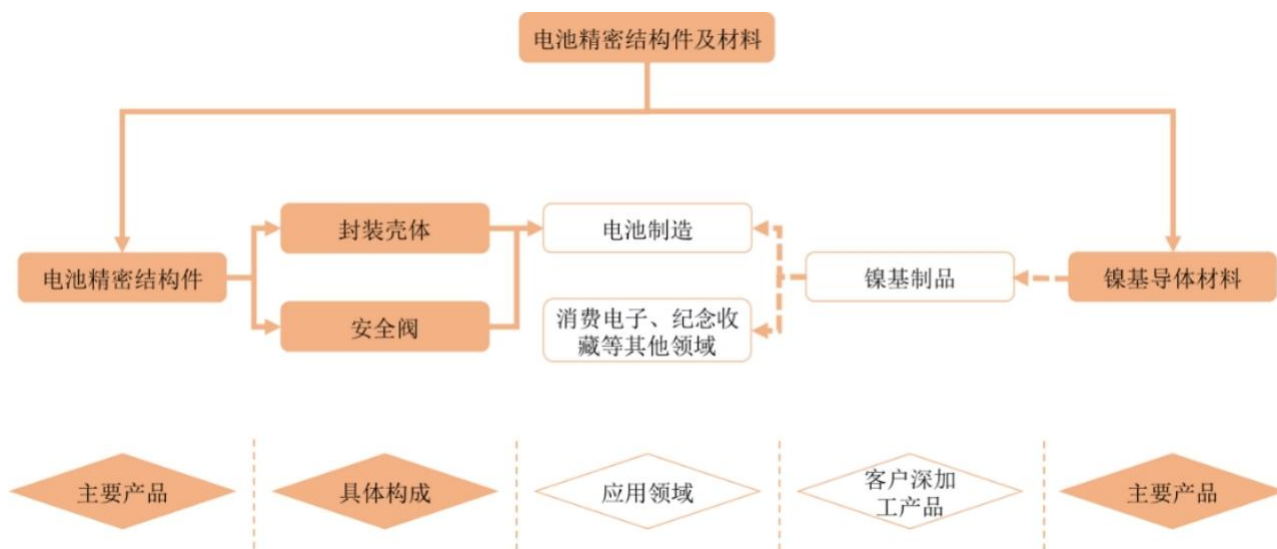 电池精密结构件及材料
封装壳体
电池制造
电池精密结构件
镍基制品
镍基导体材料
安全阀
消费电子、纪念收
藏等其他领域
主要产品
具体构成
应用领域
客户深加
工产品
主要产品